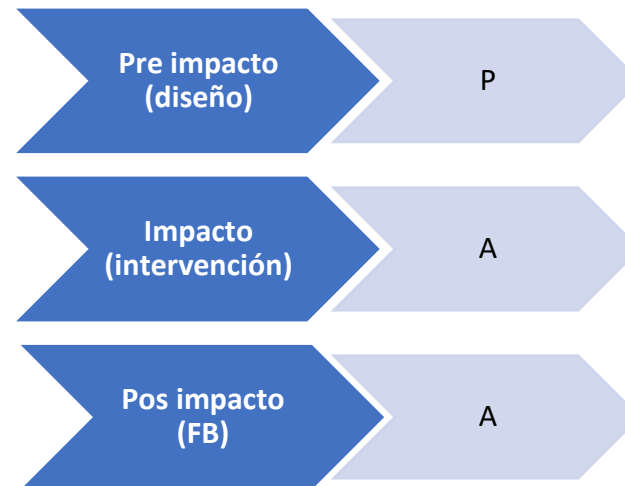 Pre impacto
(diseño)
P
Impacto
(intervención)
A
Pos impacto
(FB)
A